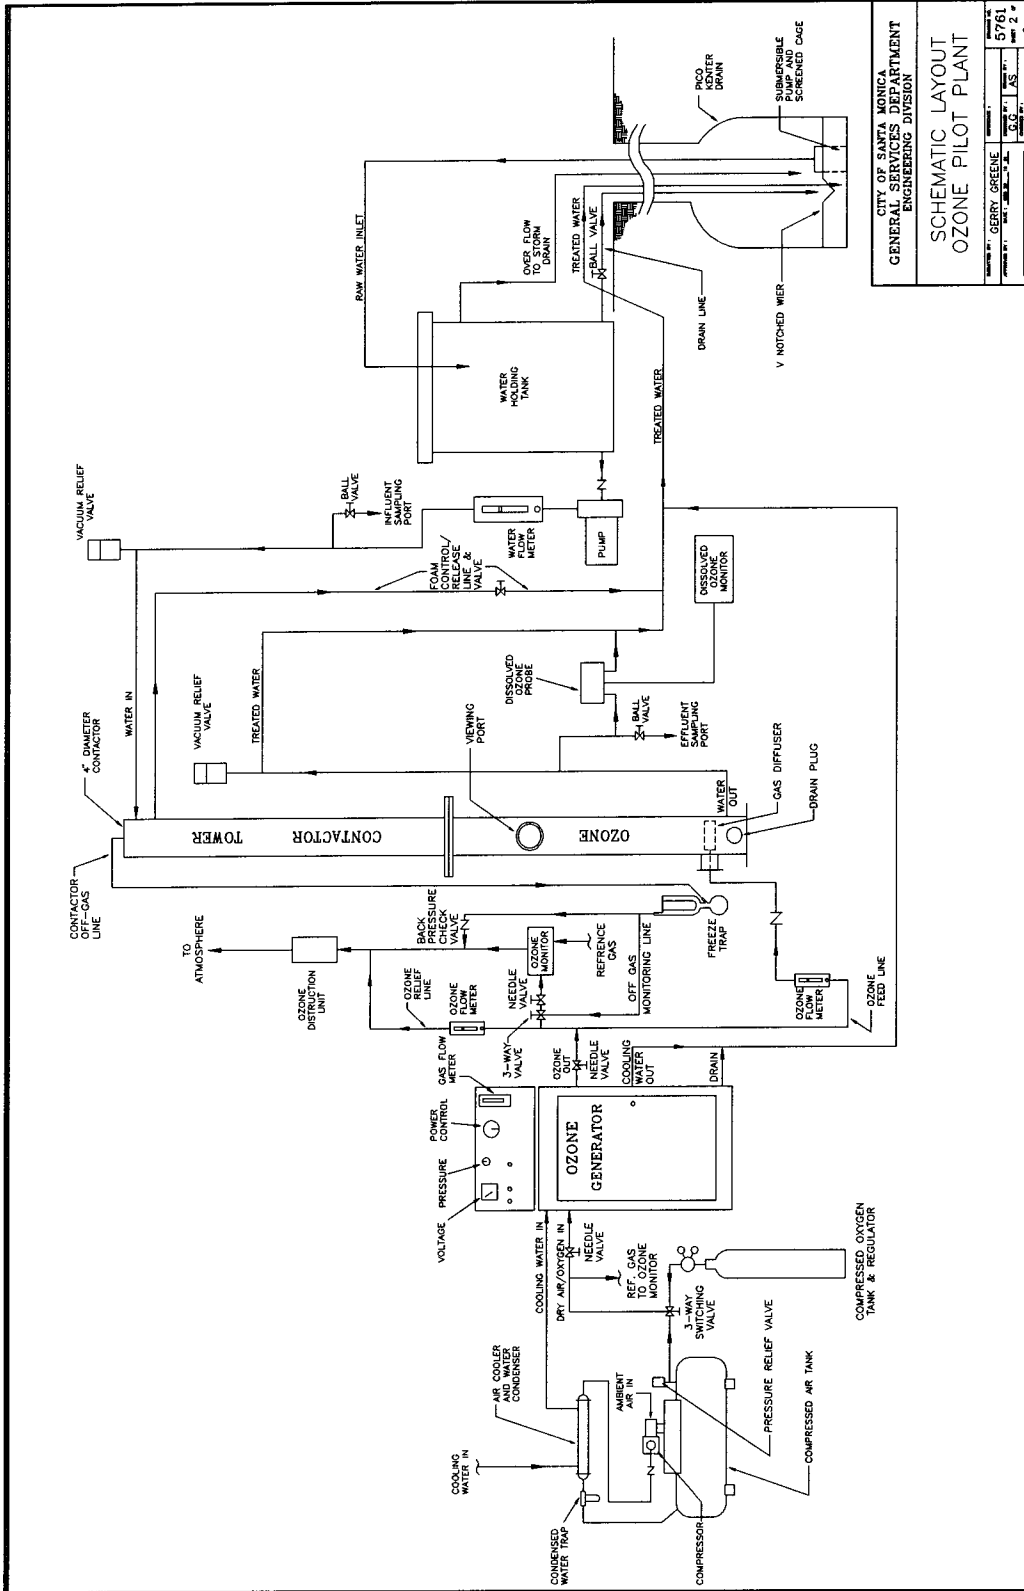 CITY OF SANTA MONICA
GENERAL SERVICES DEPARTMENT
ENGINEERING DIVISION
SCHEMATIC LAYOUT
OZONE PILOT PLANT
GERRY GREENE
G.G.
AS
5761
SHEET 2 OF
VACUUM RELIEF
VALVE
RAW WATER INLET
PICO
KENTER
DRAIN
SUBMERSIBLE
PUMP AND
SCREENED CAGE
OVER FLOW
TO STORM
DRAIN
TREATED WATER
BALL VALVE
DRAIN LINE
V NOTCHED WIER
WATER
HOLDING
TANK
TREATED WATER
BALL
VALVE
INFLUENT
SAMPLING
PORT
WATER
FLOW
METER
PUMP
FOAM
CONTROL/
RELEASE
LINE &
VALVE
DISSOLVED
OZONE
MONITOR
DISSOLVED
OZONE
PROBE
BALL
VALVE
EFFLUENT
SAMPLING
PORT
WATER IN
4" DIAMETER
CONTACTOR
VACUUM RELIEF
VALVE
TREATED WATER
VIEWING
PORT
WATER
OUT
GAS DIFFUSER
DRAIN PLUG
OZONE
CONTACTOR
TOWER
CONTACTOR
OFF-GAS
LINE
TO
ATMOSPHERE
OZONE
DISTRUCTION
UNIT
BACK
PRESSURE
CHECK
VALVE
OZONE
MONITOR
REFRENCE
GAS
OFF GAS
MONITORING LINE
FREEZE
TRAP
OZONE
RELIEF
LINE
OZONE
FLOW
METER
NEEDLE
VALVE
3-WAY
VALVE
OZONE
FLOW
METER
OZONE
FEED LINE
GAS FLOW
METER
POWER
CONTROL
PRESSURE
VOLTAGE
OZONE
OUT
NEEDLE
VALVE
COOLING
WATER
OUT
DRAIN
OZONE
GENERATOR
COOLING WATER IN
DRY AIR/OXYGEN IN
NEEDLE
VALVE
REF. GAS
TO OZONE
MONITOR
3-WAY
SWITCHING
VALVE
COMPRESSED OXYGEN
TANK & REGULATOR
AIR COOLER
AND WATER
CONDENSER
COOLING
WATER IN
AMBIENT
AIR IN
PRESSURE RELIEF VALVE
COMPRESSED AIR TANK
CONDENSED
WATER TRAP
COMPRESSOR